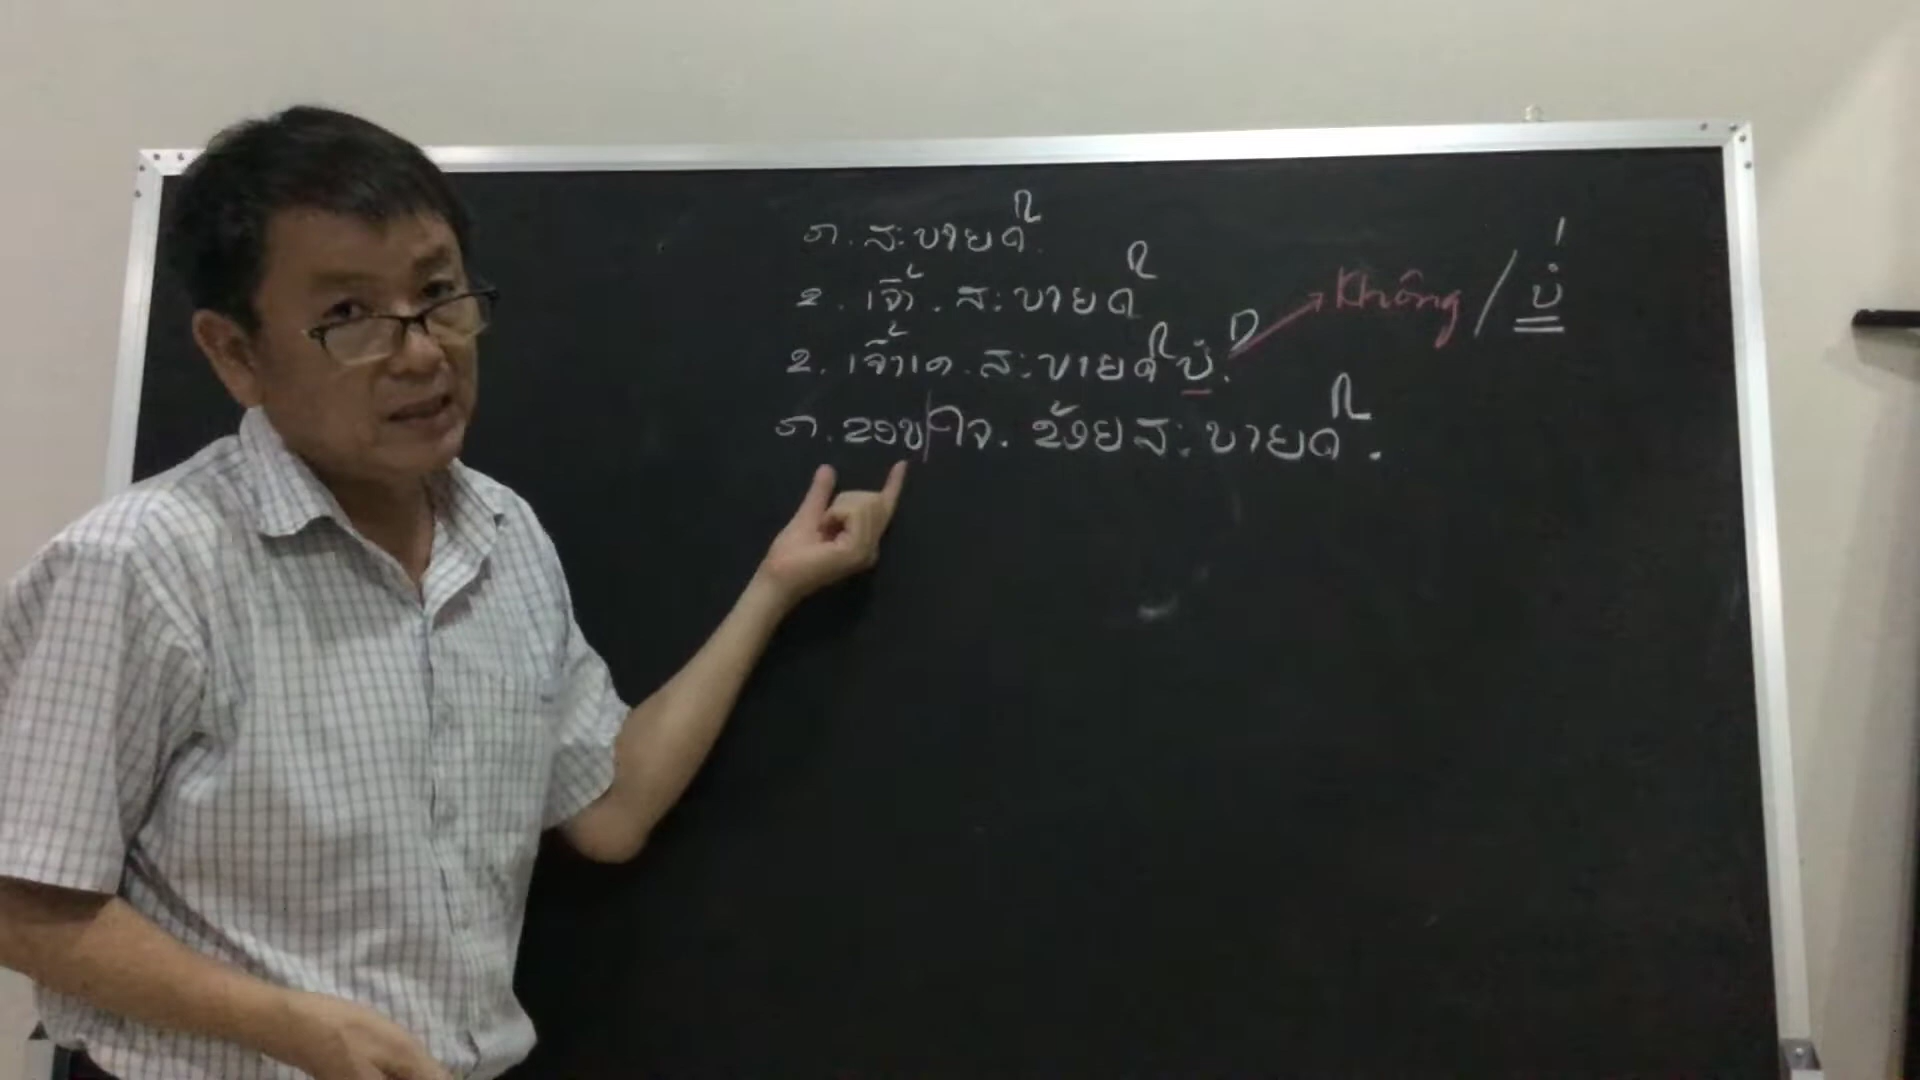 ກ. ສະບາຍດີ.
2. ເຈົ້າ. ສະບາຍດີ
2. ເຈົ້າເດ. ສະບາຍດີບໍ. Không / ບໍ່
ກ. ຂອບໃຈ. ຂ້ອຍສະບາຍດີ.